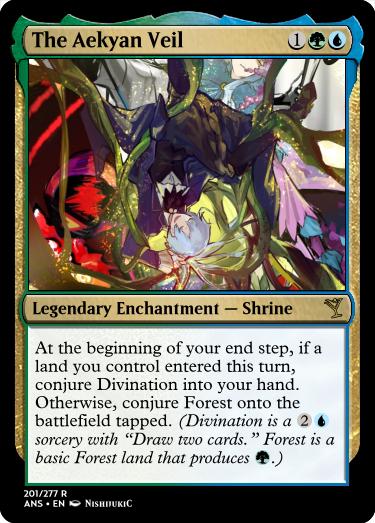 The Aekyan Veil 1
Legendary Enchantment — Shrine
At the beginning of your end step, if a
land you control entered this turn,
conjure Divination into your hand.
Otherwise, conjure Forest onto the
battlefield tapped. (Divination is a 2
sorcery with “Draw two cards.” Forest is a
basic Forest land that produces .)
201/277 R
ANS • EN NishijukiC